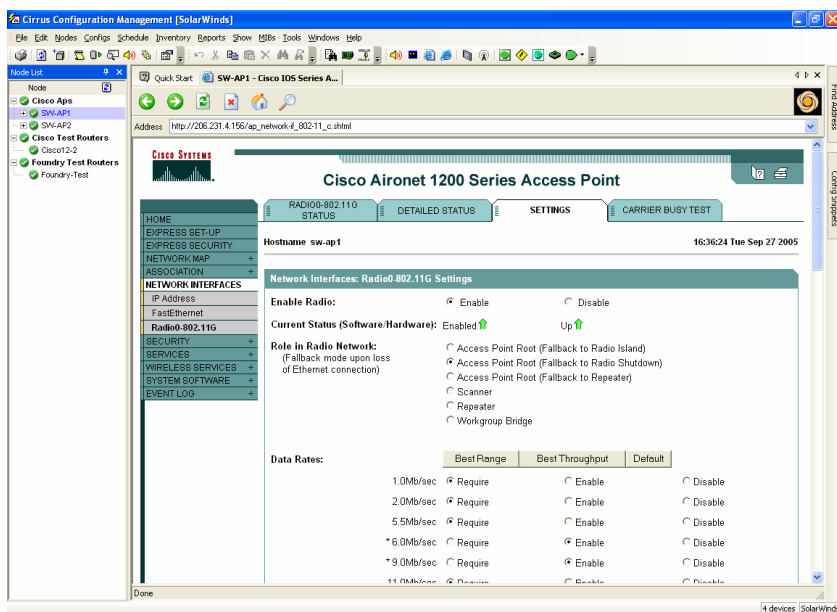 Cirrus Configuration Management [SolarWinds]
File Edit Nodes Configs Schedule Inventory Reports Show MIBs Tools Windows Help
Node List
Node
Cisco Aps
SW-AP1
SW-AP2
Cisco Test Routers
Cisco12-2
Foundry Test Routers
Foundry-Test
Quick Start SW-AP1 - Cisco IOS Series A...
Address http://206.231.4.156/ap_network-if_802-11_c.shtml
Find Address
Config Snippets
CISCO SYSTEMS
Cisco Aironet 1200 Series Access Point
RADIO0-802.11G STATUS
DETAILED STATUS
SETTINGS
CARRIER BUSY TEST
HOME
EXPRESS SET-UP
EXPRESS SECURITY
NETWORK MAP +
ASSOCIATION +
NETWORK INTERFACES
IP Address
FastEthernet
Radio0-802.11G
SECURITY +
SERVICES +
WIRELESS SERVICES +
SYSTEM SOFTWARE +
EVENT LOG +
Hostname sw-ap1 16:36:24 Tue Sep 27 2005
Network Interfaces: Radio0-802.11G Settings
Enable Radio: Enable Disable
Current Status (Software/Hardware): Enabled Up
Role in Radio Network:
(Fallback mode upon loss
of Ethernet connection)
Access Point Root (Fallback to Radio Island)
Access Point Root (Fallback to Radio Shutdown)
Access Point Root (Fallback to Repeater)
Scanner
Repeater
Workgroup Bridge
Data Rates: Best Range Best Throughput Default
1.0Mb/sec Require Enable Disable
2.0Mb/sec Require Enable Disable
5.5Mb/sec Require Enable Disable
* 6.0Mb/sec Require Enable Disable
* 9.0Mb/sec Require Enable Disable
11.0Mb/sec Require Enable Disable
Done
4 devices SolarWinds